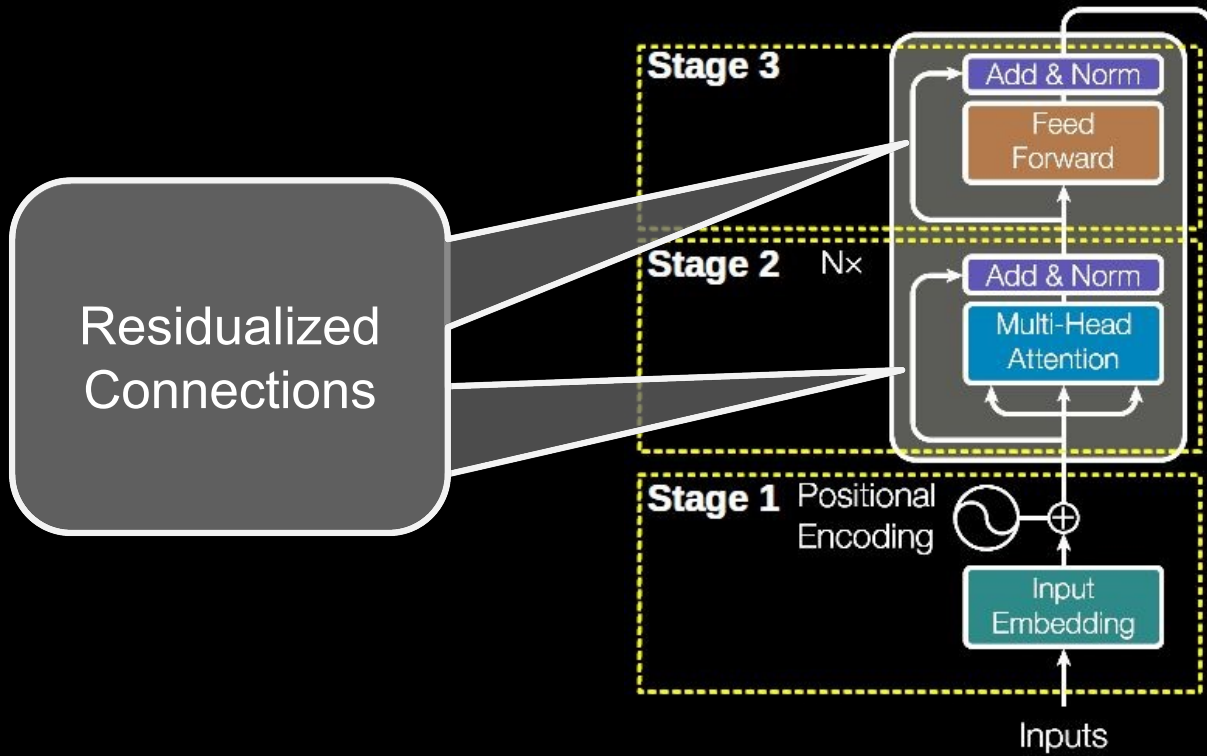 Stage 3
Add & Norm
Feed
Forward
Residualized
Connections
Stage 2
N×
Add & Norm
Multi-Head
Attention
Stage 1
Positional
Encoding
Input
Embedding
Inputs